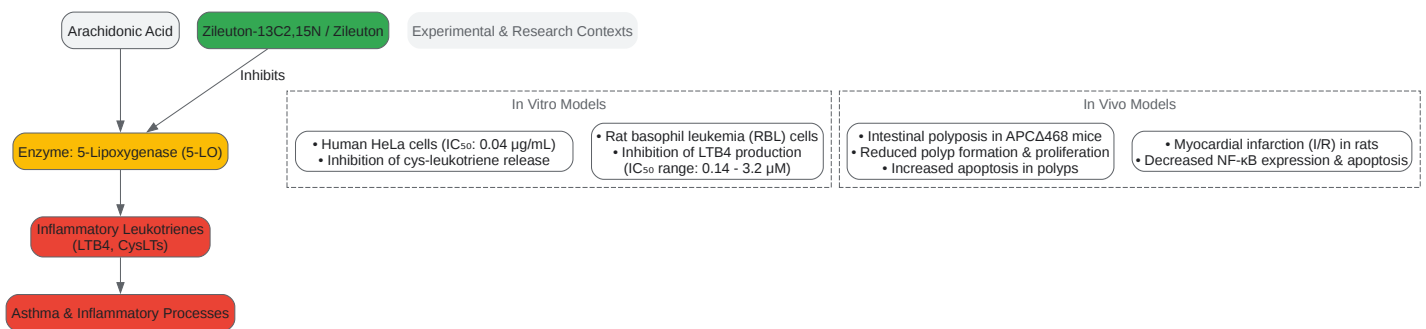 Arachidonic Acid
Zileuton-13C2,15N / Zileuton
Experimental & Research Contexts
Inhibits
Enzyme: 5-Lipoxygenase (5-LO)
Inflammatory Leukotrienes
(LTB4, CysLTs)
Asthma & Inflammatory Processes
In Vitro Models
• Human HeLa cells (IC₅₀: 0.04 μg/mL)
• Inhibition of cys-leukotriene release
• Rat basophil leukemia (RBL) cells
• Inhibition of LTB4 production
(IC₅₀ range: 0.14 - 3.2 μM)
In Vivo Models
• Intestinal polyposis in APCΔ468 mice
• Reduced polyp formation & proliferation
• Increased apoptosis in polyps
• Myocardial infarction (I/R) in rats
• Decreased NF-κB expression & apoptosis